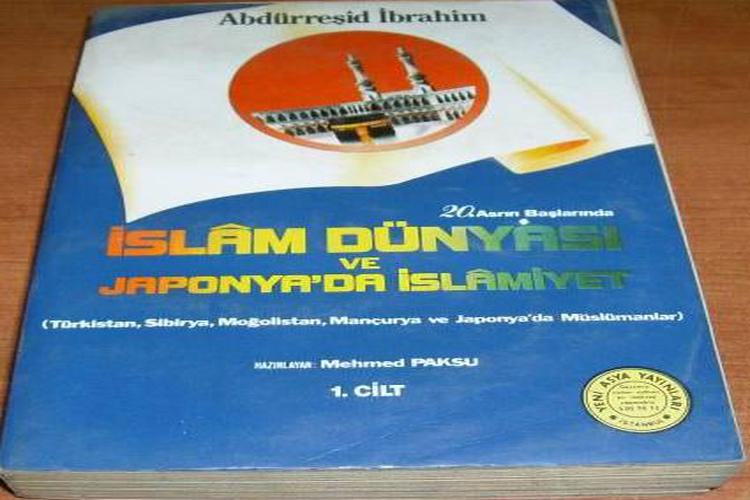 Abdürreşid İbrahim
20. Asrın Başlarında
İSLÂM DÜNYASI
VE
JAPONYA'DA İSLÂMİYET
(Türkistan, Sibirya, Moğolistan, Mançurya ve Japonya'da Müslümanlar)
HAZIRLAYAN: Mehmed PAKSU
1. CİLT
YENİ ASYA YAYINLARI
İSTANBUL